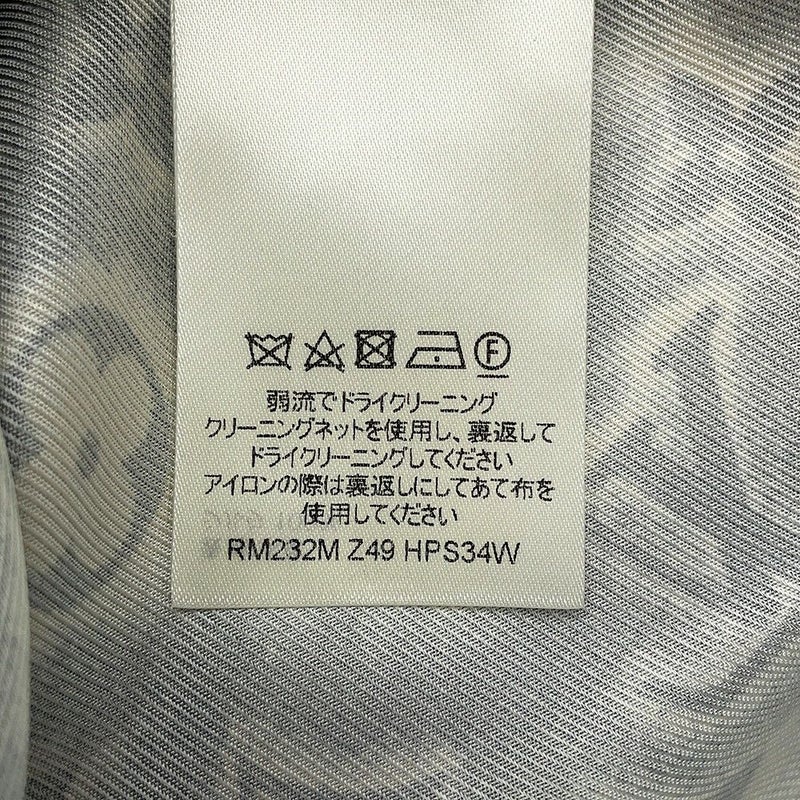 F
弱流でドライクリーニング
クリーニングネットを使用し、裏返して
ドライクリーニングしてください
アイロンの際は裏返しにしてあて布を
使用してください
RM232M Z49 HPS34W